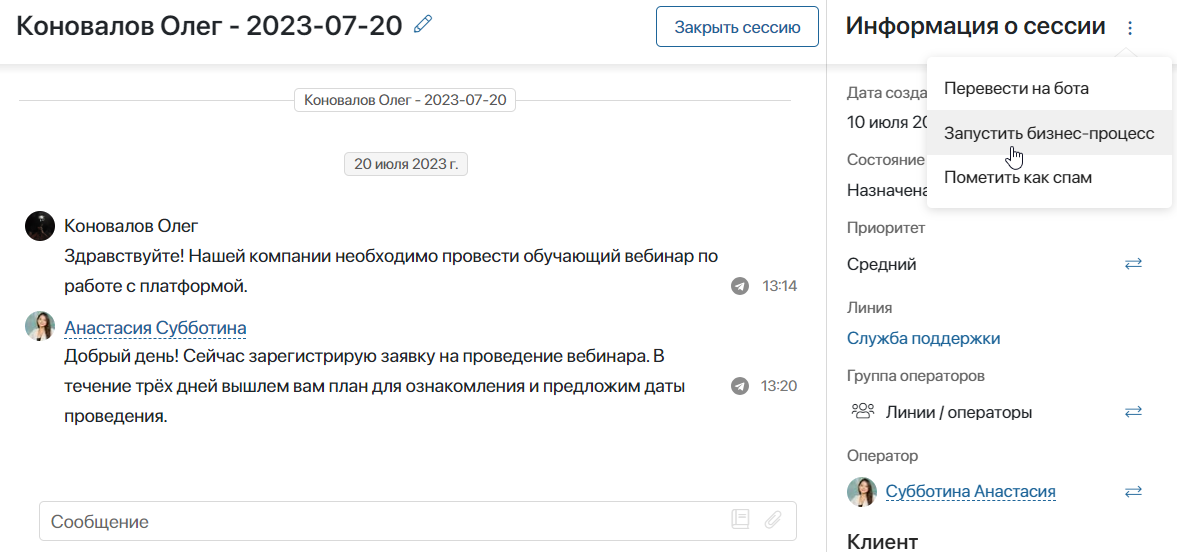 Коновалов Олег - 2023-07-20
Закрыть сессию
Коновалов Олег - 2023-07-20
20 июля 2023 г.
Коновалов Олег
Здравствуйте! Нашей компании необходимо провести обучающий вебинар по
работе с платформой.
13:14
Анастасия Субботина
Добрый день! Сейчас зарегистрирую заявку на проведение вебинара. В
течение трёх дней вышлем вам план для ознакомления и предложим даты
проведения.
13:20
Сообщение
Информация о сессии
Перевести на бота
Запустить бизнес-процесс
Пометить как спам
Дата созда
10 июля 20
Состояние
Назначена
Приоритет
Средний
Линия
Служба поддержки
Группа операторов
Линии / операторы
Оператор
Субботина Анастасия
Клиент